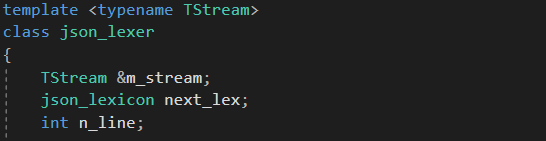 template <typename TStream>
class json_lexer
{
    TStream &m_stream;
    json_lexicon next_lex;
    int n_line;